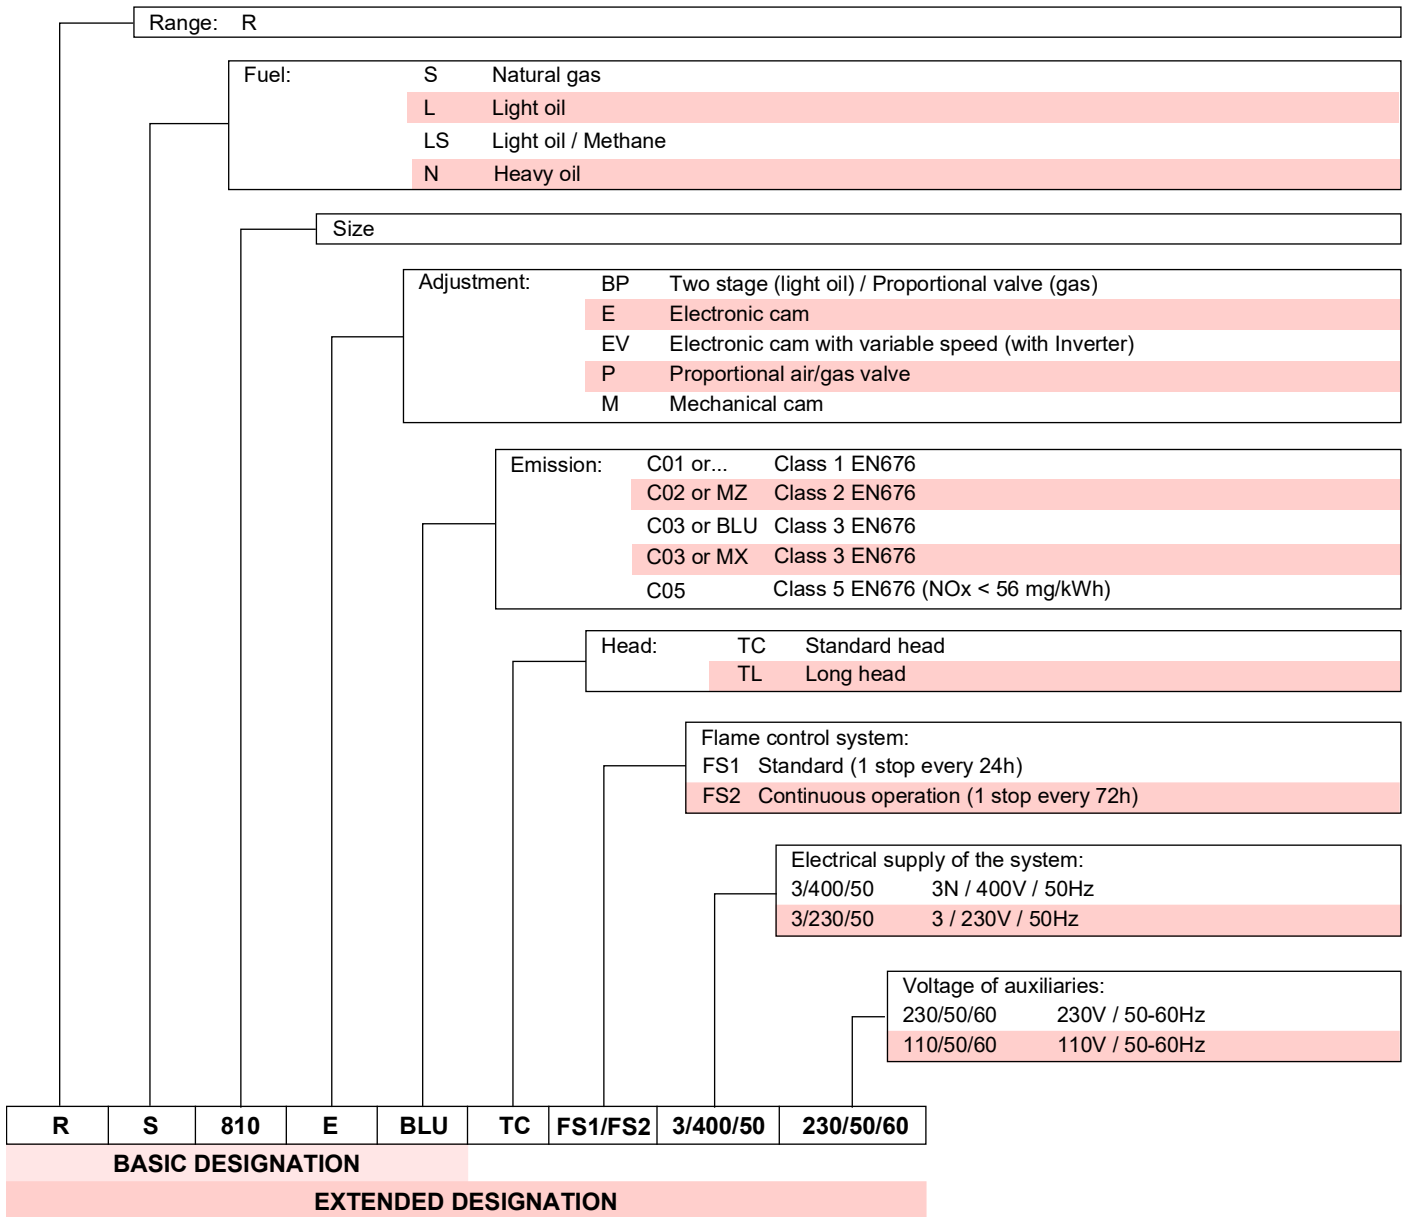 Range: R
Fuel: S Natural gas
L Light oil
LS Light oil / Methane
N Heavy oil
Size
Adjustment: BP Two stage (light oil) / Proportional valve (gas)
E Electronic cam
EV Electronic cam with variable speed (with Inverter)
P Proportional air/gas valve
M Mechanical cam
Emission: C01 or... Class 1 EN676
C02 or MZ Class 2 EN676
C03 or BLU Class 3 EN676
C03 or MX Class 3 EN676
C05 Class 5 EN676 (NOx < 56 mg/kWh)
Head: TC Standard head
TL Long head
Flame control system:
FS1 Standard (1 stop every 24h)
FS2 Continuous operation (1 stop every 72h)
Electrical supply of the system:
3/400/50 3N / 400V / 50Hz
3/230/50 3 / 230V / 50Hz
Voltage of auxiliaries:
230/50/60 230V / 50-60Hz
110/50/60 110V / 50-60Hz
R S 810 E BLU TC FS1/FS2 3/400/50 230/50/60
BASIC DESIGNATION
EXTENDED DESIGNATION